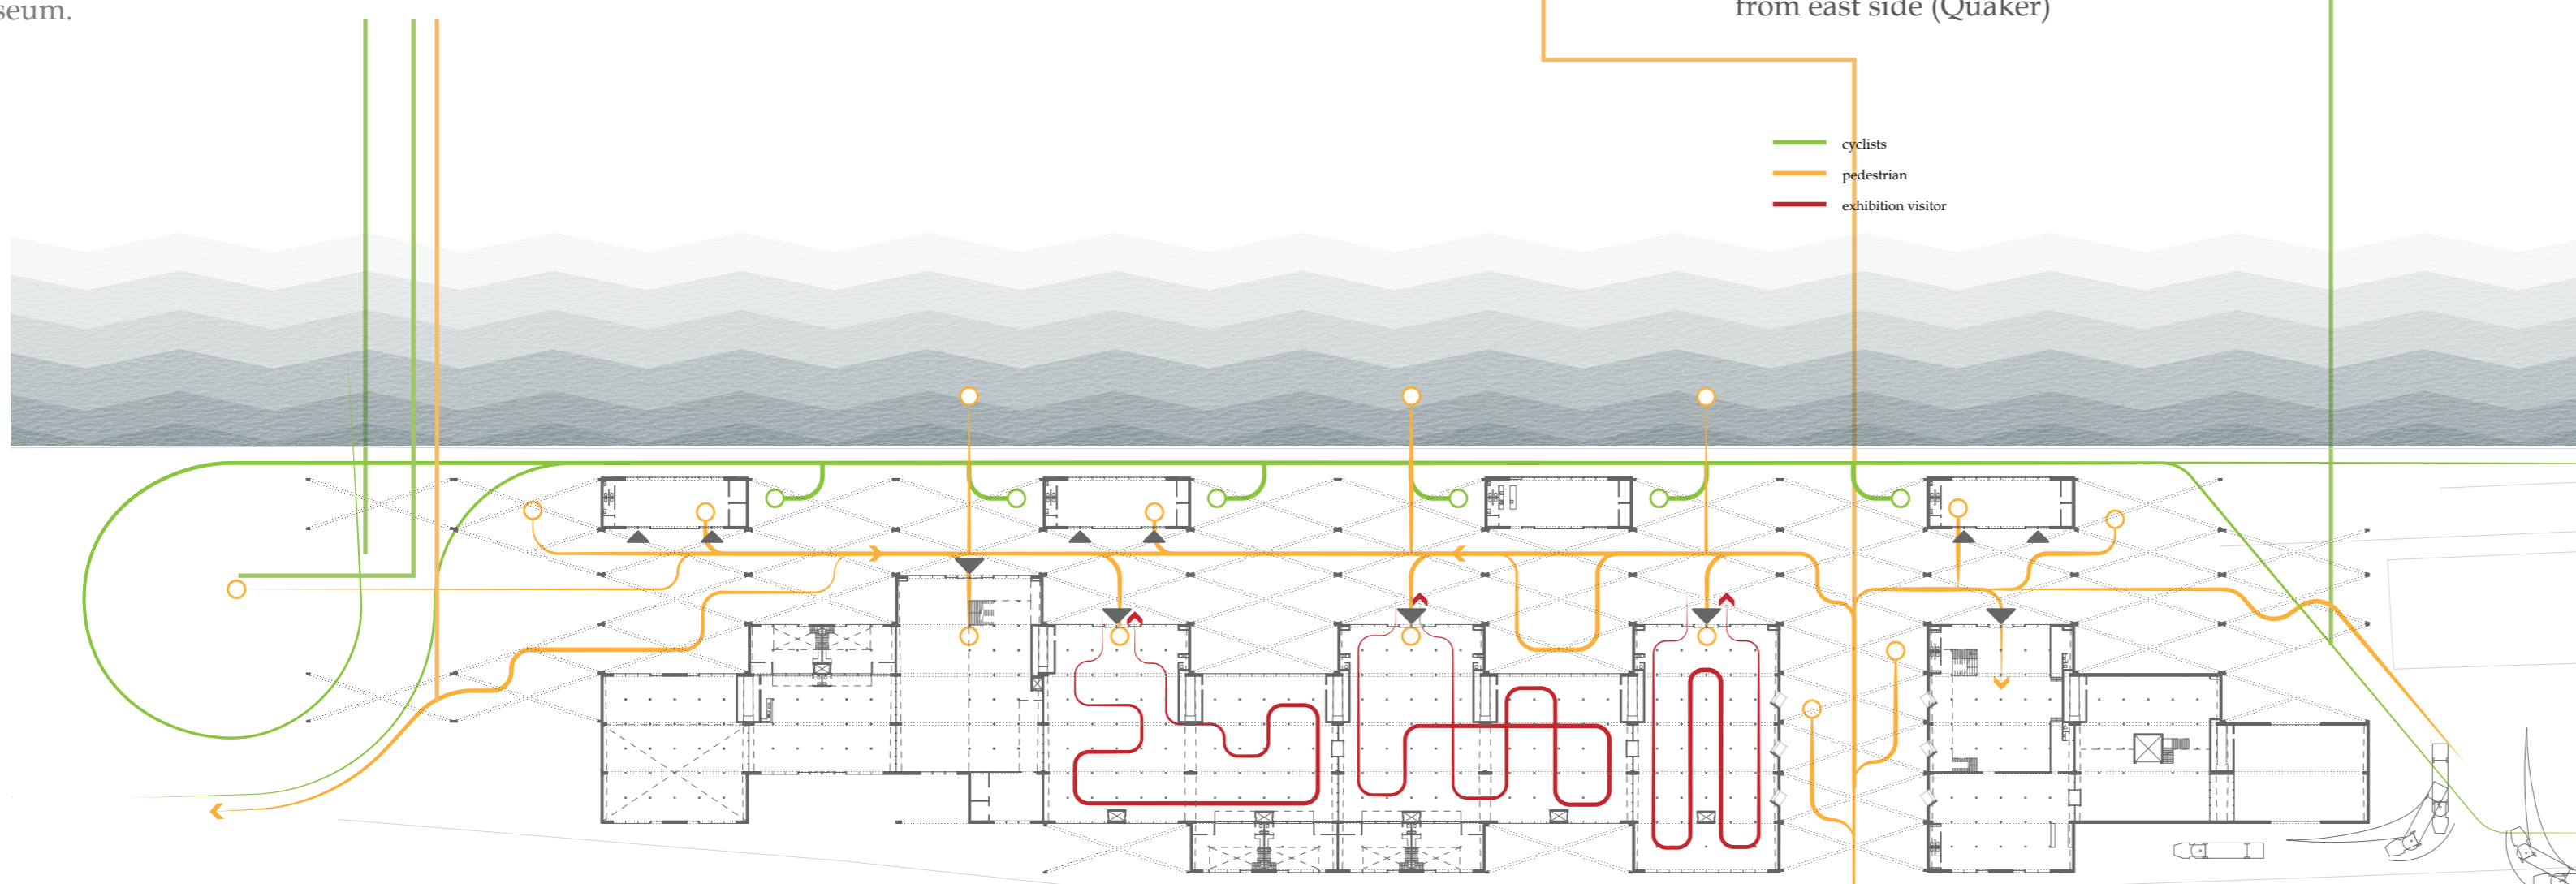 seum.
from east side (Quaker)
cyclists
pedestrian
exhibition visitor